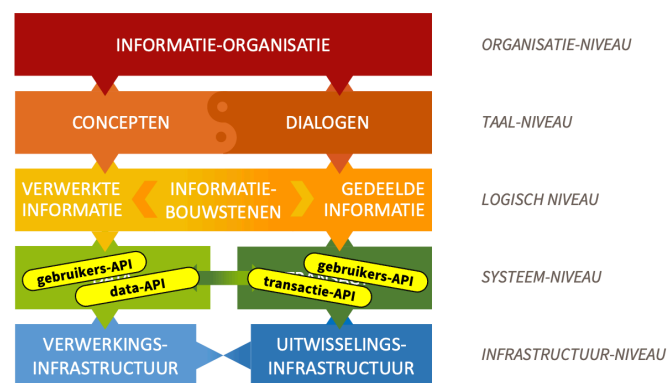 INFORMATIE-ORGANISATIE
ORGANISATIE-NIVEAU
CONCEPTEN
DIALOGEN
TAAL-NIVEAU
VERWERKTE
INFORMATIE
INFORMATIE-
BOUWSTENEN
GEDEELDE
INFORMATIE
LOGISCH NIVEAU
gebruikers-API
data-API
gebruikers-API
transactie-API
SYSTEEM-NIVEAU
VERWERKINGS-
INFRASTRUCTUUR
UITWISSELINGS-
INFRASTRUCTUUR
INFRASTRUCTUUR-NIVEAU